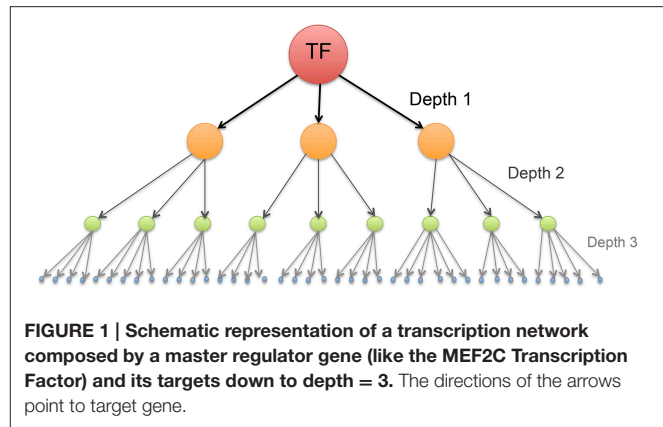 TF
Depth 1
Depth 2
Depth 3
FIGURE 1 | Schematic representation of a transcription network
composed by a master regulator gene (like the MEF2C Transcription
Factor) and its targets down to depth = 3. The directions of the arrows
point to target gene.